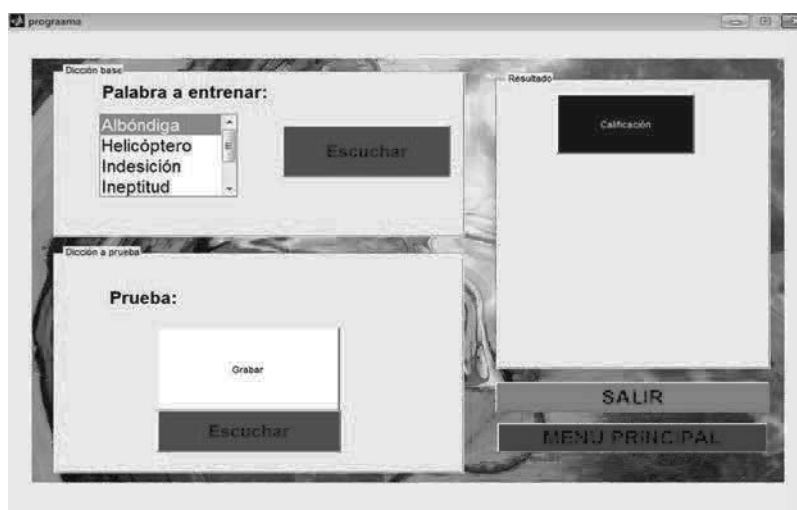 prograama
Dicción base
Palabra a entrenar:
Albóndiga
Helicóptero
Indesición
Ineptitud
Escuchar
Dicción a prueba
Prueba:
Grabar
Escuchar
Resultado
Calificación
SALIR
MENU PRINCIPAL